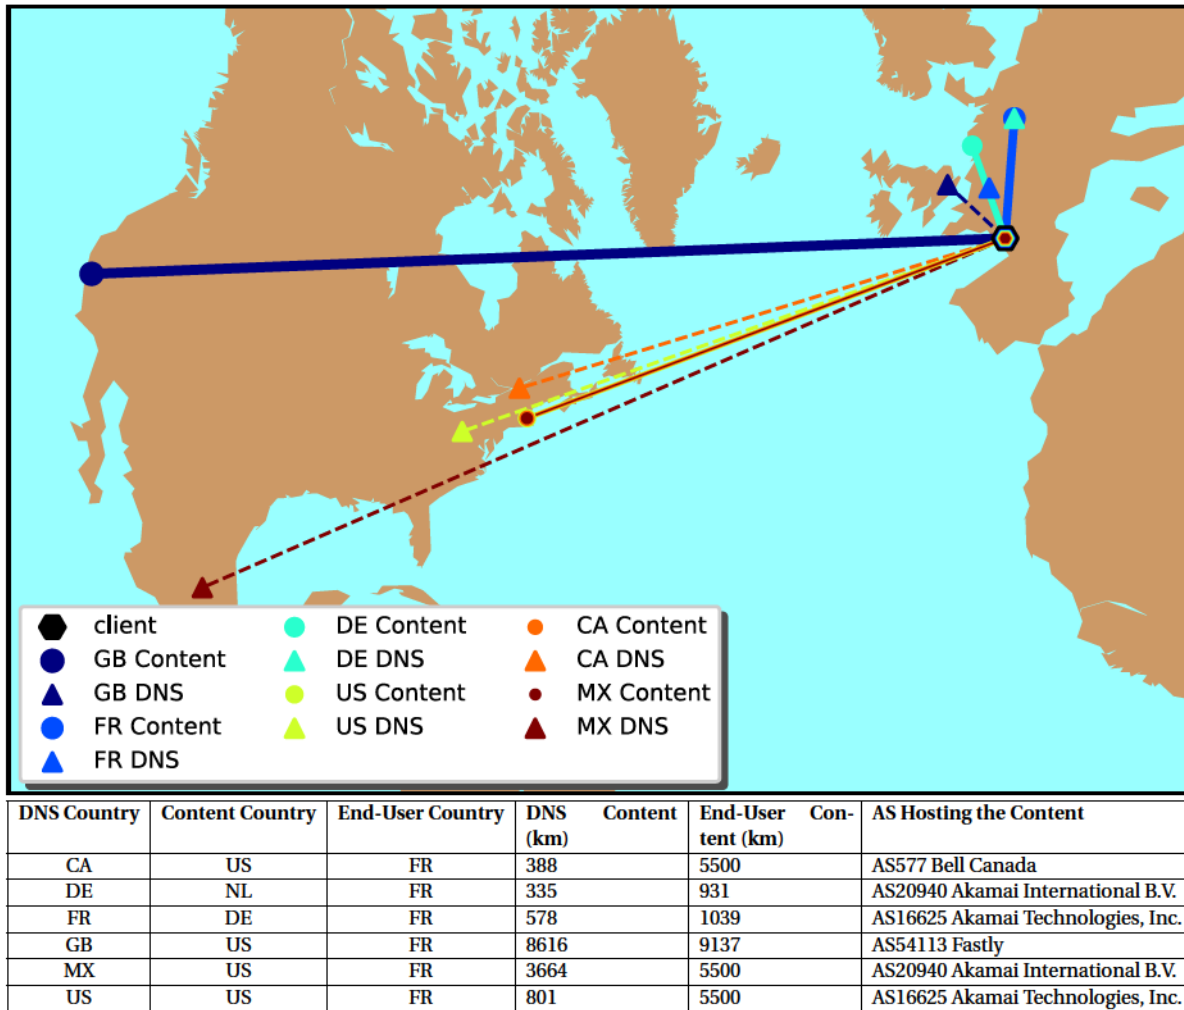 client
GB Content
GB DNS
FR Content
FR DNS
DE Content
DE DNS
US Content
US DNS
CA Content
CA DNS
MX Content
MX DNS
DNS Country Content Country End-User Country DNS Content (km) End-User Con-tent (km) AS Hosting the Content
CA US FR 388 5500 AS577 Bell Canada
DE NL FR 335 931 AS20940 Akamai International B.V.
FR DE FR 578 1039 AS16625 Akamai Technologies, Inc.
GB US FR 8616 9137 AS54113 Fastly
MX US FR 3664 5500 AS20940 Akamai International B.V.
US US FR 801 5500 AS16625 Akamai Technologies, Inc.